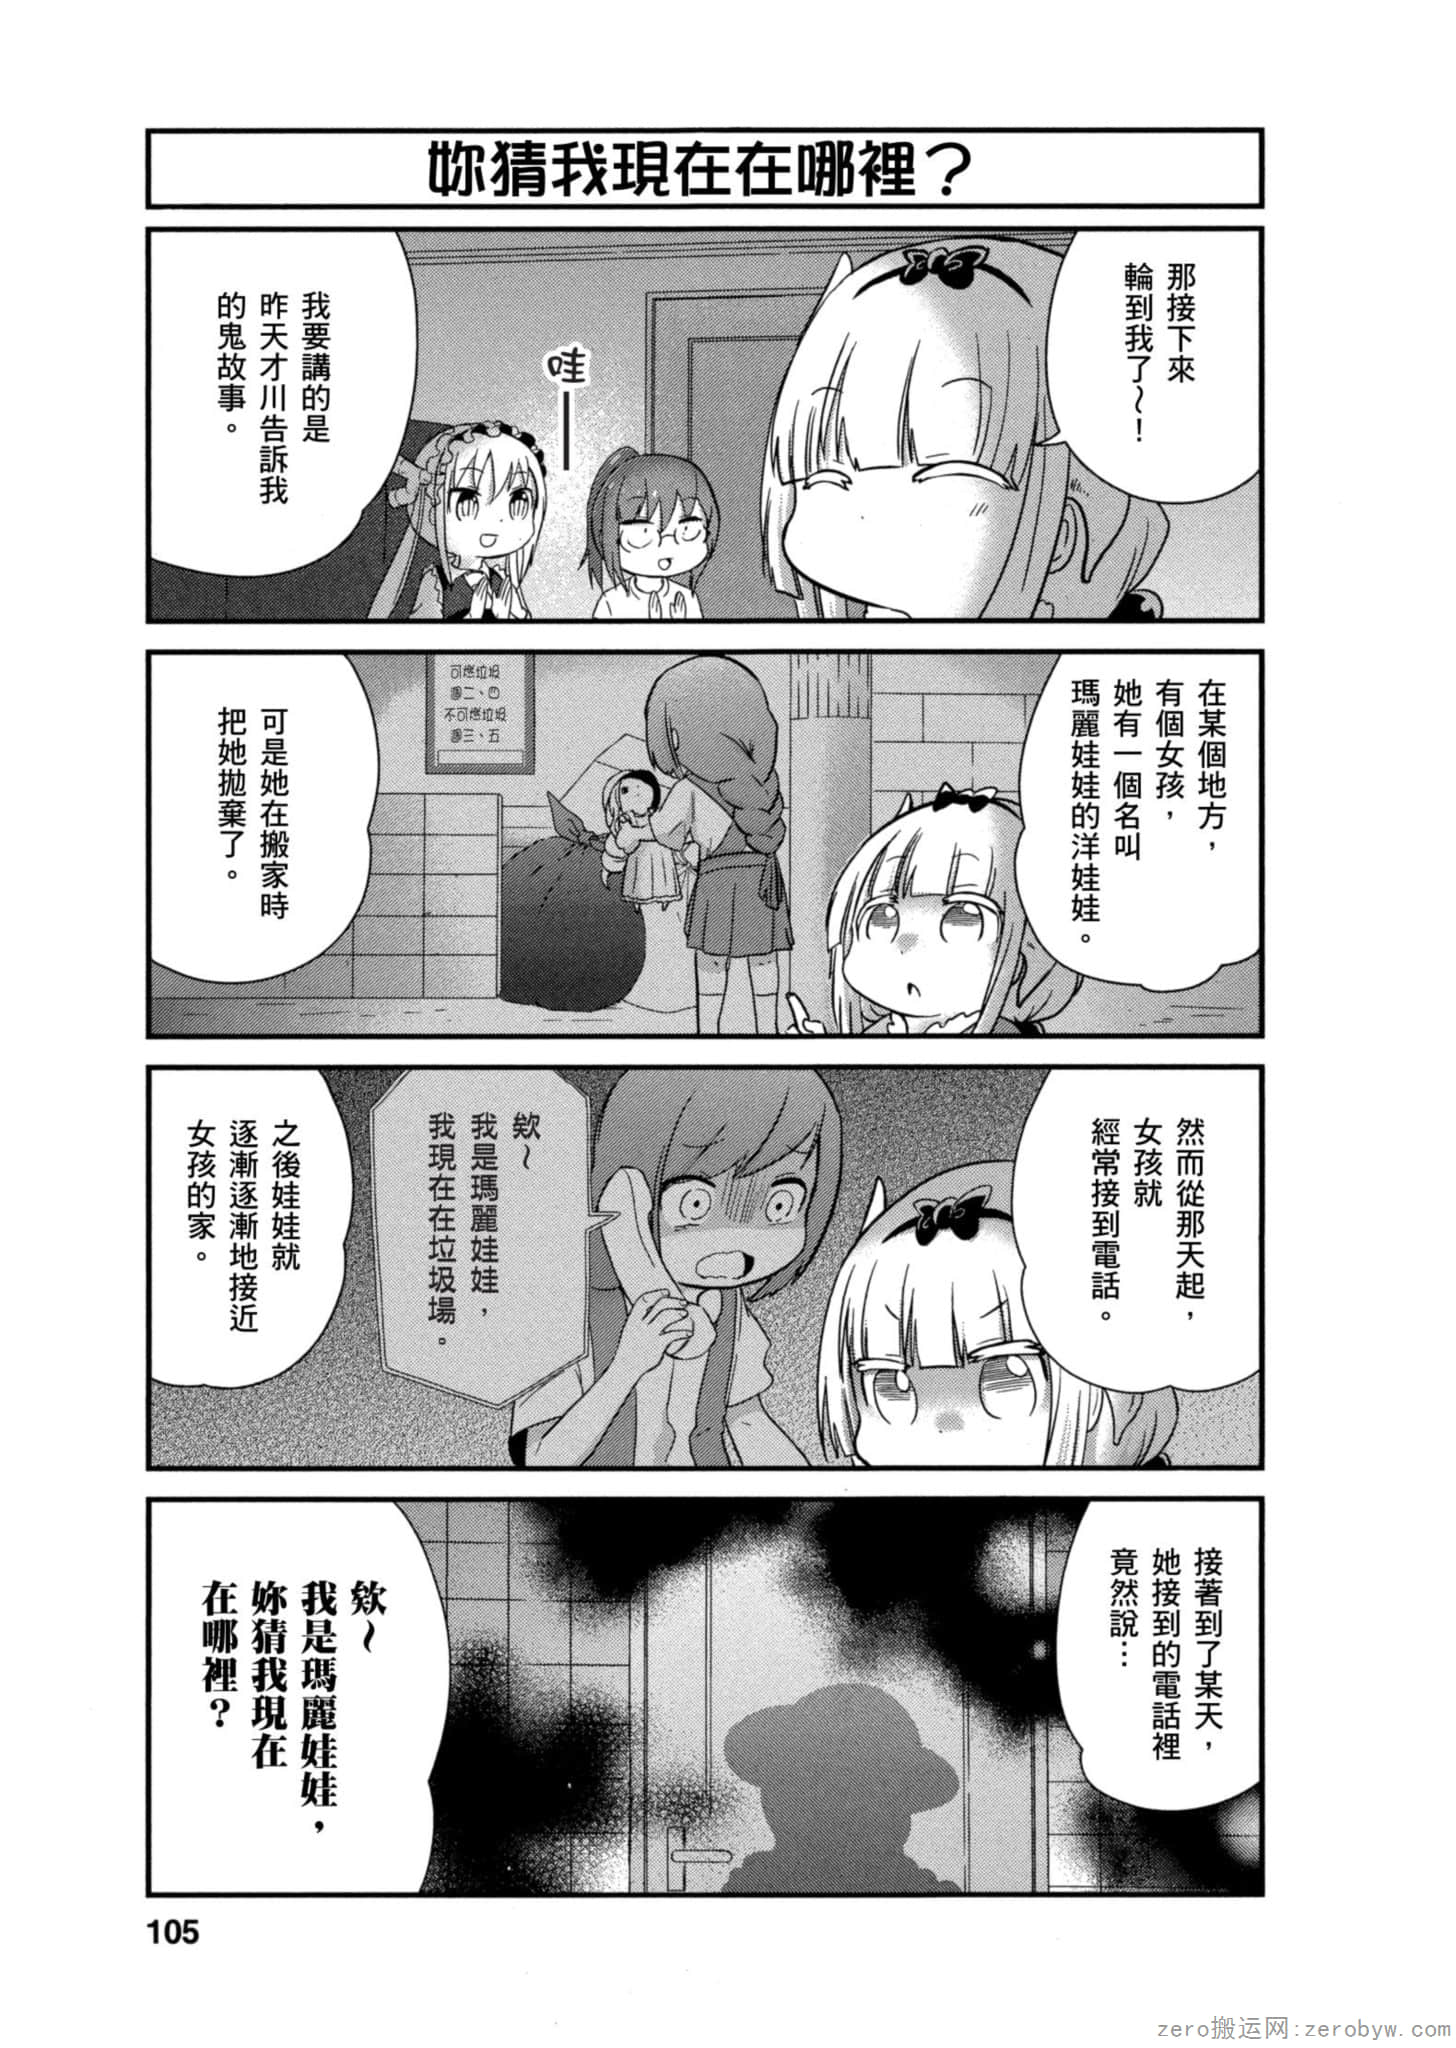 妳猜我現在在哪裡？
那接下來
輪到我了～！
哇
我要講的是
昨天才川告訴我
的鬼故事。
在某個地方，
有個女孩，
她有一個名叫
瑪麗娃娃的洋娃娃。
可燃垃圾
週二、四
不可燃垃圾
週三、五
可是她在搬家時
把她拋棄了。
然而從那天起，
女孩就
經常接到電話。
欸～
我是瑪麗娃娃，
我現在在垃圾場。
之後娃娃就
逐漸逐漸地接近
女孩的家。
接著到了某天，
她接到的電話裡
竟然說…
欸～
我是瑪麗娃娃，
妳猜我現在
在哪裡？
105
zero搬运网:zerobyw.com